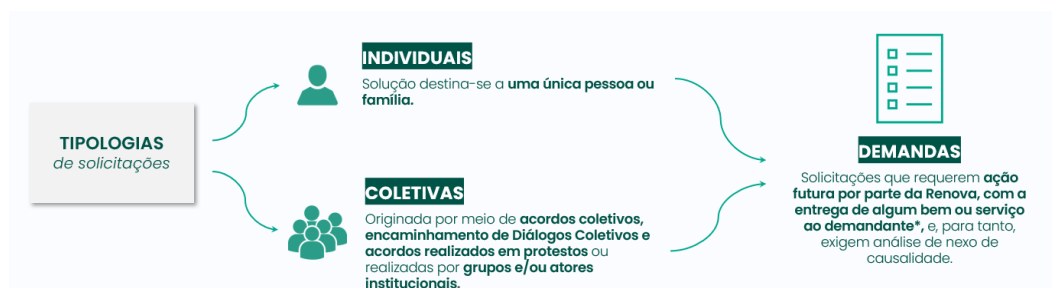 TIPOLOGIAS
de solicitações
INDIVIDUAIS
Solução destina-se a uma única pessoa ou
família.
COLETIVAS
Originada por meio de acordos coletivos,
encaminhamento de Diálogos Coletivos e
acordos realizados em protestos ou
realizadas por grupos e/ou atores
institucionais.
DEMANDAS
Solicitações que requerem ação
futura por parte da Renova, com a
entrega de algum bem ou serviço
ao demandante*, e, para tanto,
exigem análise de nexo de
causalidade.